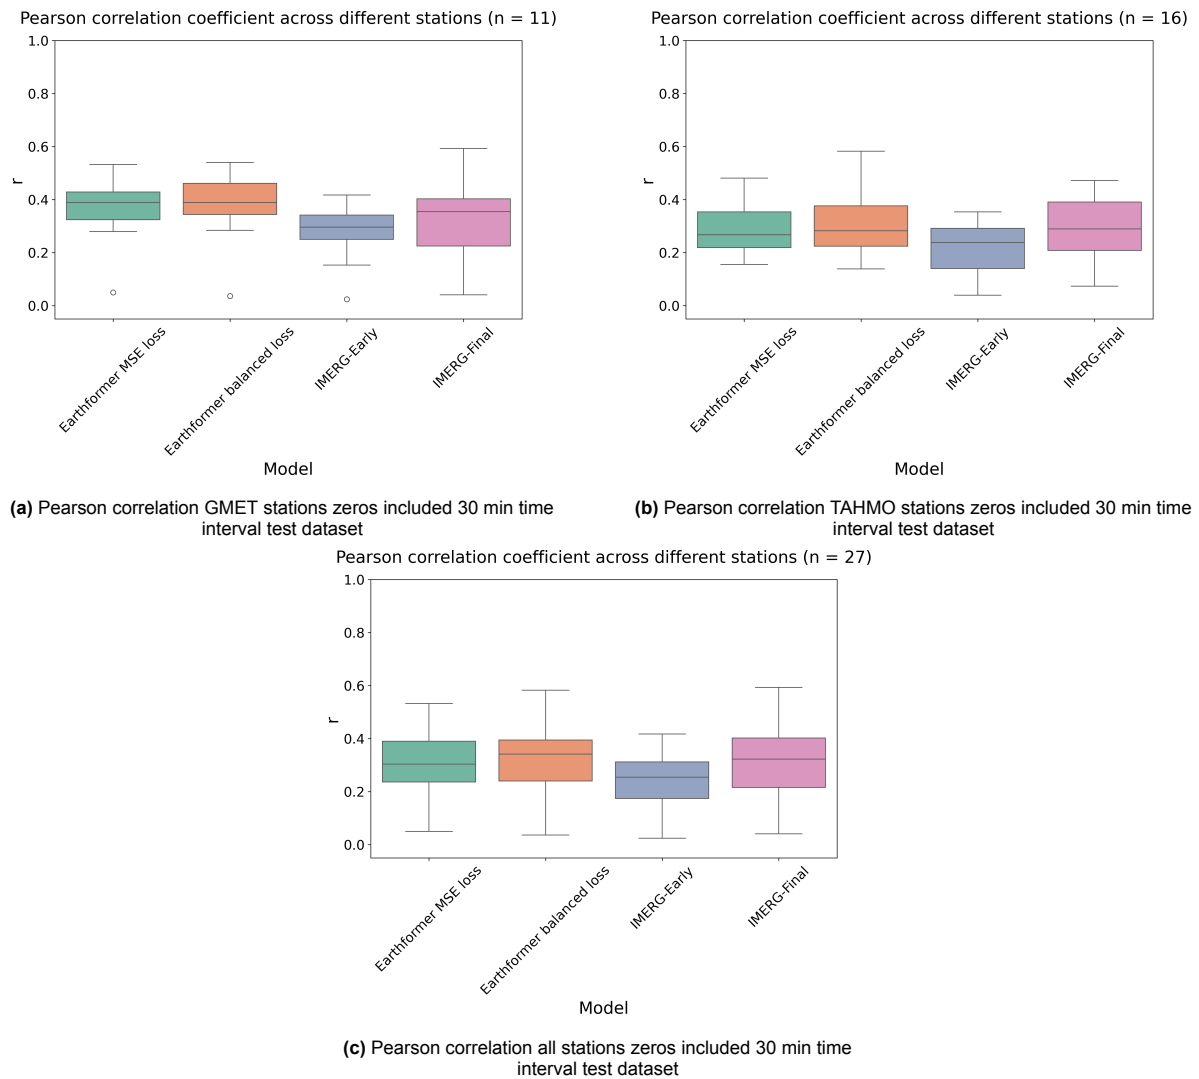 Pearson correlation coefficient across different stations (n = 11)
1.0
0.8
0.6
r
0.4
0.2
0.0
Earthformer MSE loss
Earthformer balanced loss
IMERG-Early
IMERG-Final
Model
(a) Pearson correlation GMET stations zeros included 30 min time
interval test dataset
Pearson correlation coefficient across different stations (n = 16)
1.0
0.8
0.6
r
0.4
0.2
0.0
Earthformer MSE loss
Earthformer balanced loss
IMERG-Early
IMERG-Final
Model
(b) Pearson correlation TAHMO stations zeros included 30 min time
interval test dataset
Pearson correlation coefficient across different stations (n = 27)
1.0
0.8
0.6
r
0.4
0.2
0.0
Earthformer MSE loss
Earthformer balanced loss
IMERG-Early
IMERG-Final
Model
(c) Pearson correlation all stations zeros included 30 min time
interval test dataset